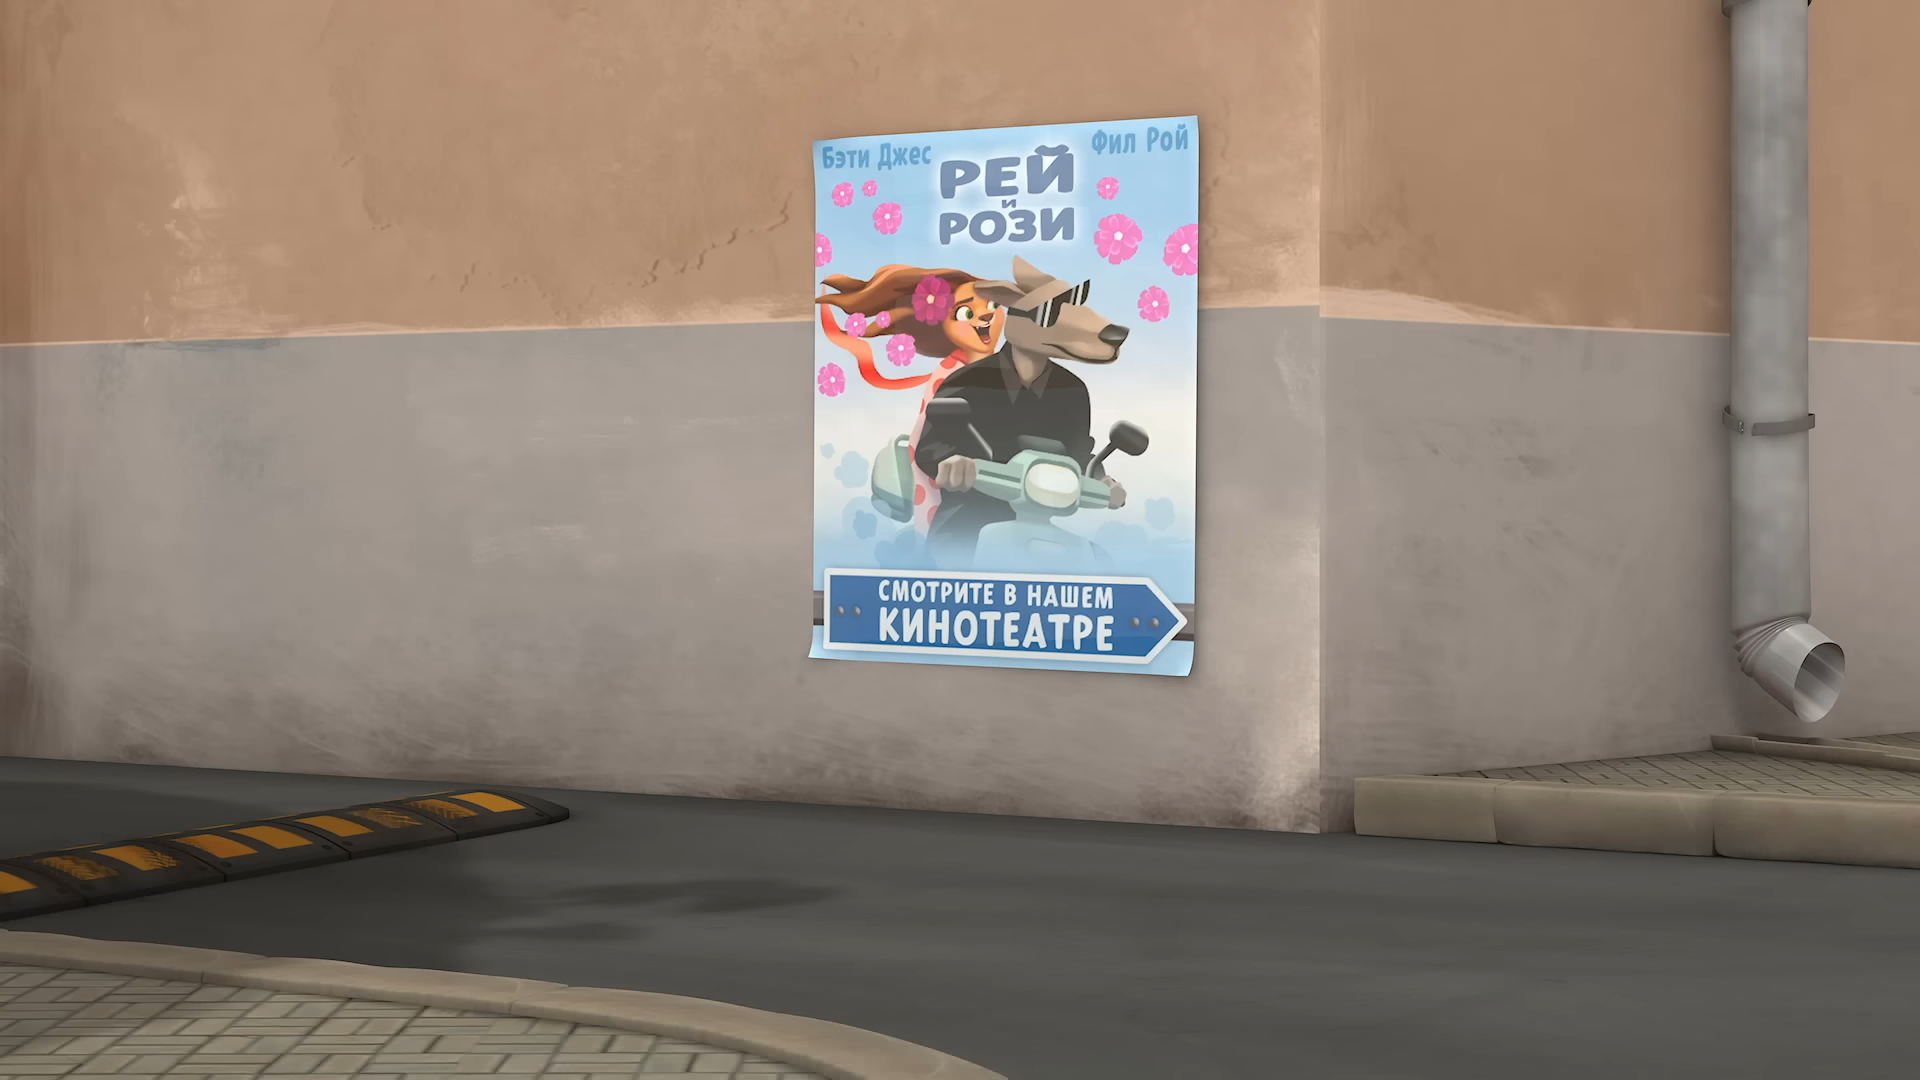 Бэти Джес
Фил Рой
РЕЙ
и
РОЗИ
СМОТРИТЕ В НАШЕМ
КИНОТЕАТРЕ